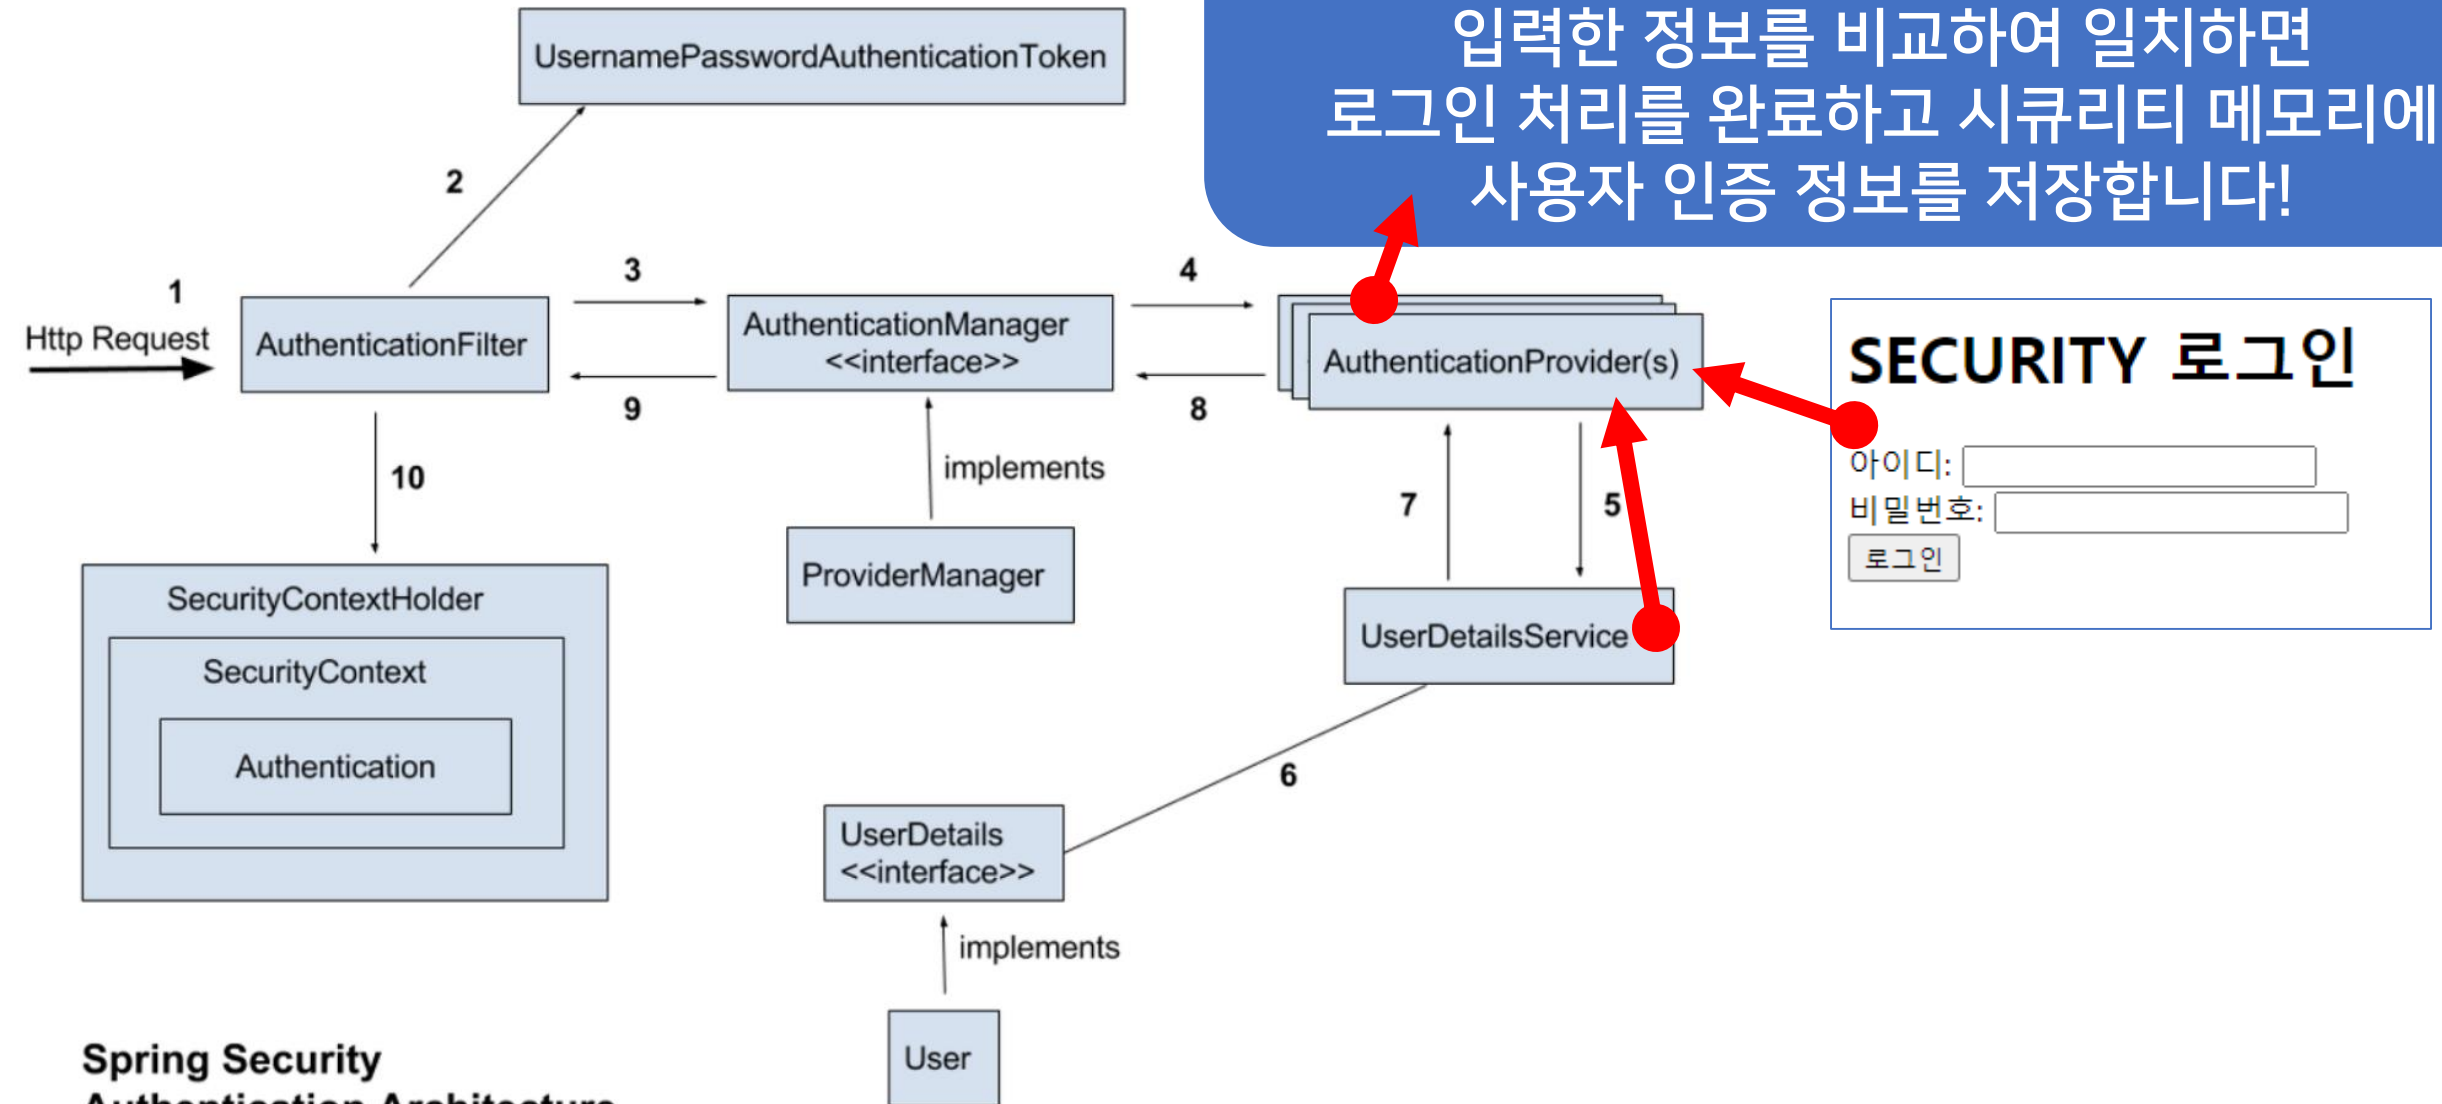 UsernamePasswordAuthenticationToken
입력한 정보를 비교하여 일치하면
로그인 처리를 완료하고 시큐리티 메모리에
사용자 인증 정보를 저장합니다!
2
1
Http Request
AuthenticationFilter
3
9
AuthenticationManager
<<interface>>
4
8
AuthenticationProvider(s)
SECURITY 로그인
아이디:
비밀번호:
로그인
10
implements
7
5
ProviderManager
UserDetailsService
SecurityContextHolder
SecurityContext
Authentication
6
UserDetails
<<interface>>
implements
User
Spring Security
Authentication Architecture